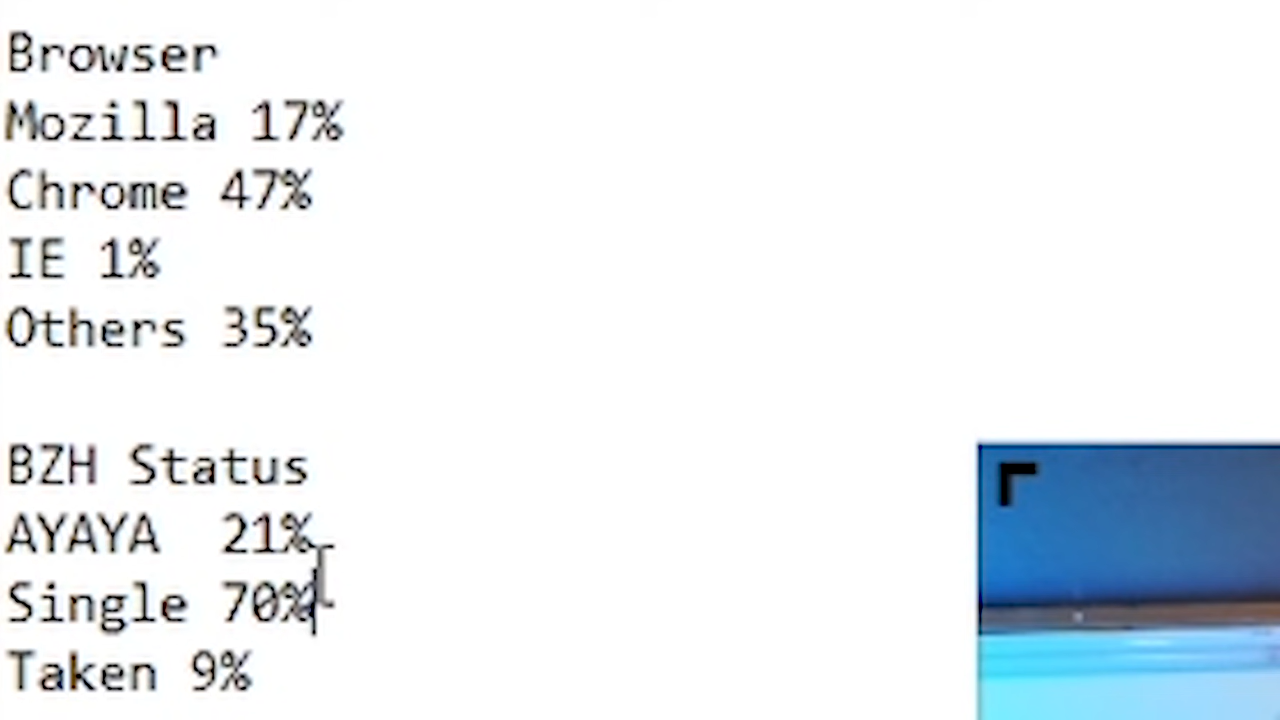 Browser
Mozilla 17%
Chrome 47%
IE 1%
Others 35%
BZH Status
AYAYA  21%
Single 70%
Taken 9%